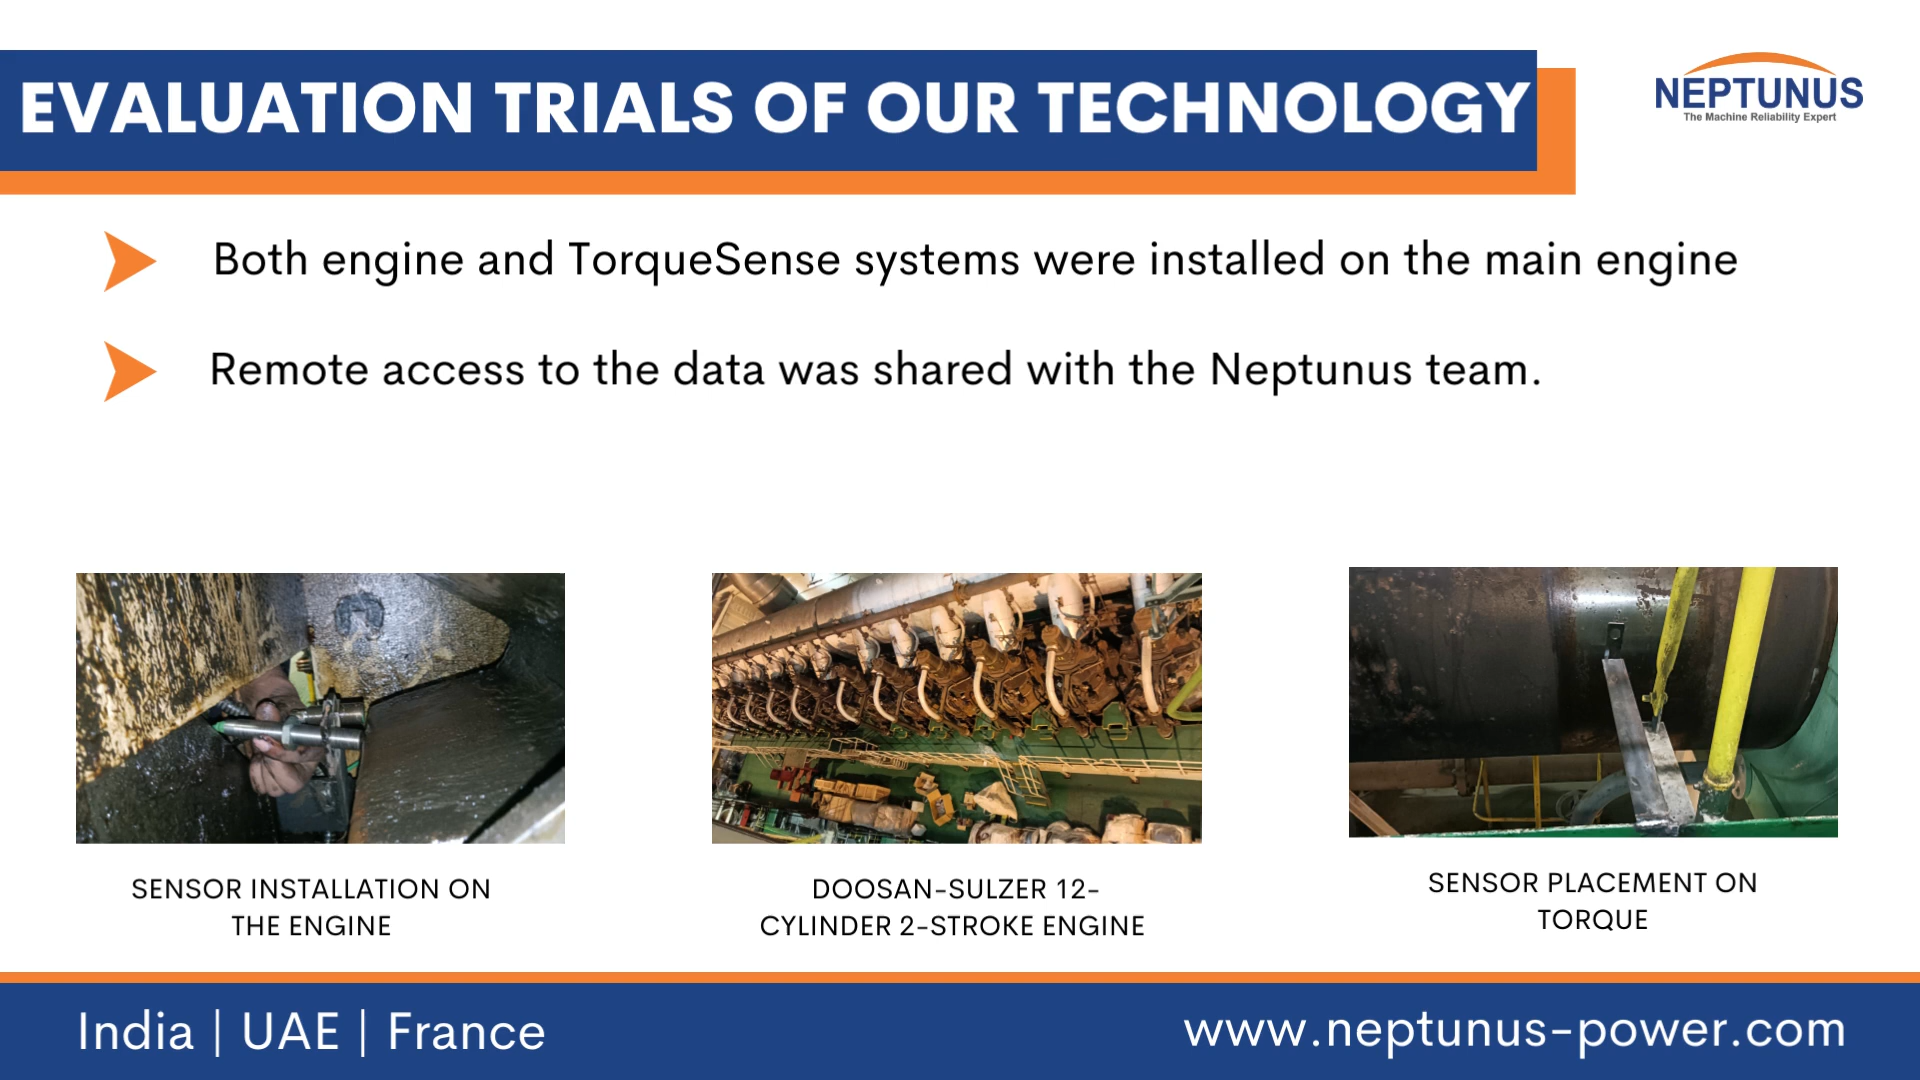 EVALUATION TRIALS OF OUR TECHNOLOGY
NEPTUNUS
The Machine Reliability Expert
Both engine and TorqueSense systems were installed on the main engine
Remote access to the data was shared with the Neptunus team.
SENSOR INSTALLATION ON
THE ENGINE
DOOSAN-SULZER 12-
CYLINDER 2-STROKE ENGINE
SENSOR PLACEMENT ON
TORQUE
India | UAE | France
www.neptunus-power.com